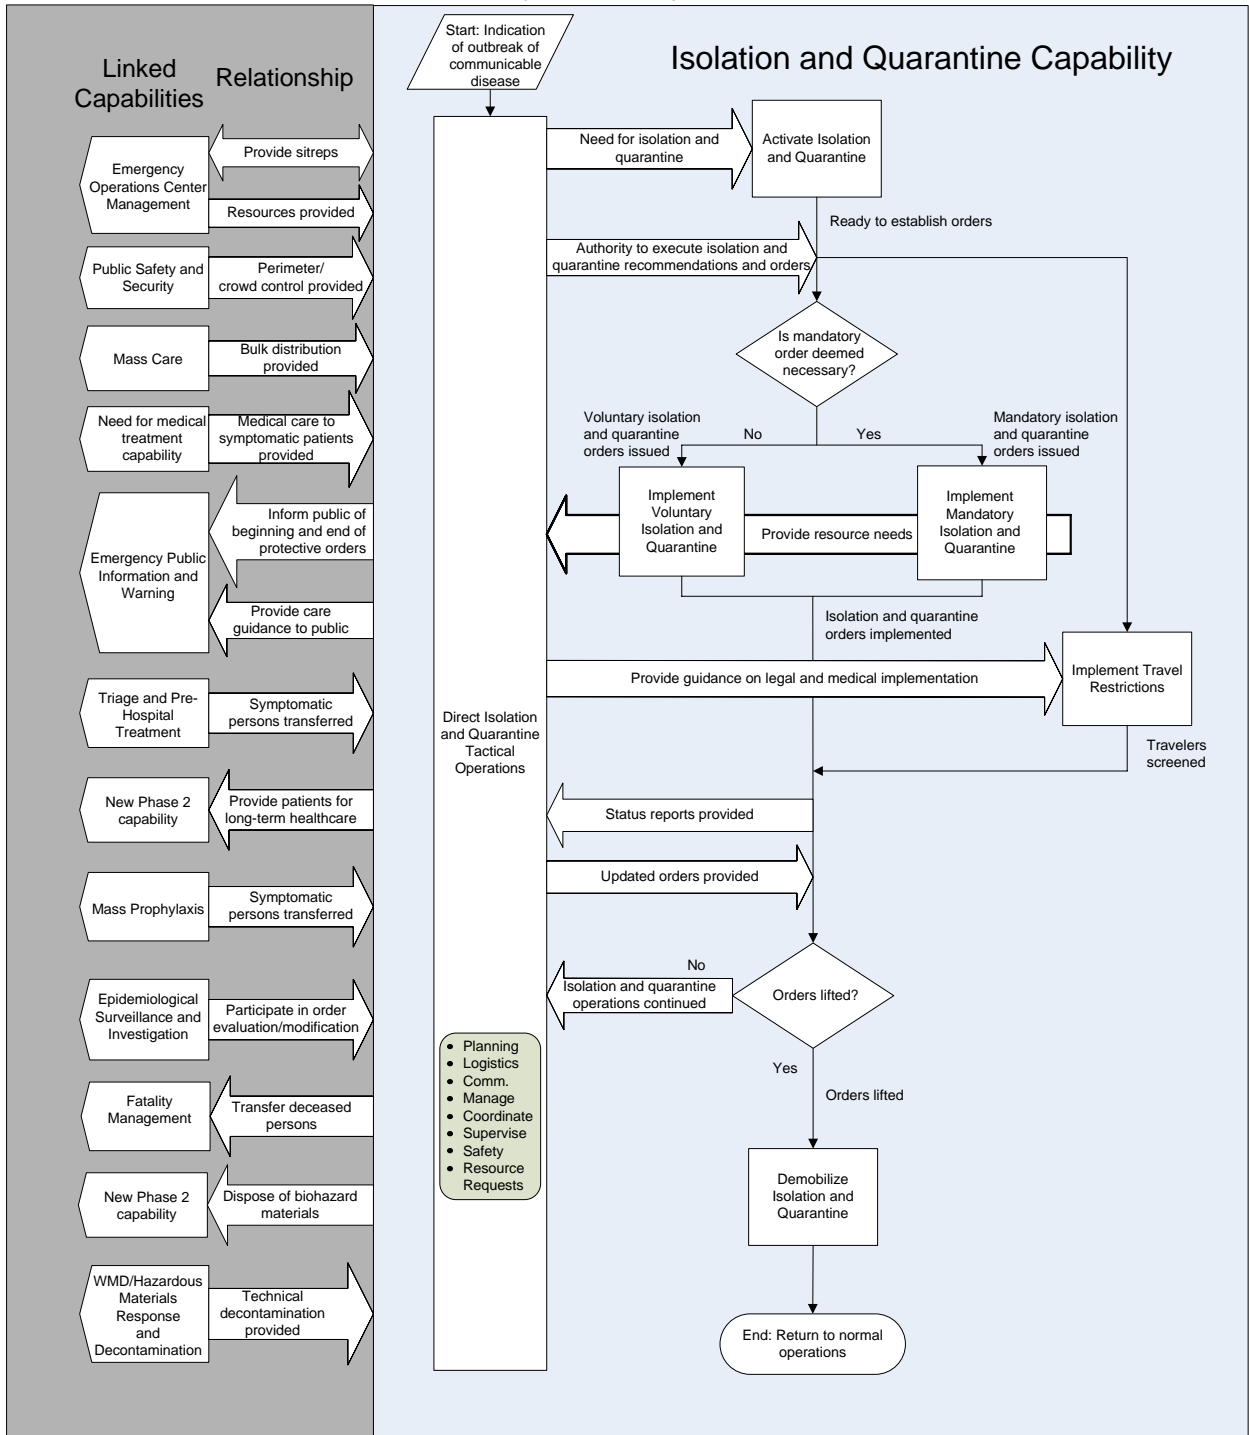 Isolation and Quarantine Capability
Linked
Capabilities
Relationship
Emergency
Operations Center
Management
Provide sitreps
Resources provided
Public Safety and
Security
Perimeter/
crowd control provided
Mass Care
Bulk distribution
provided
Need for medical
treatment
capability
Medical care to
symptomatic patients
provided
Emergency Public
Information and
Warning
Inform public of
beginning and end of
protective orders
Provide care
guidance to public
Triage and Pre-
Hospital
Treatment
Symptomatic
persons transferred
New Phase 2
capability
Provide patients for
long-term healthcare
Mass Prophylaxis
Symptomatic
persons transferred
Epidemiological
Surveillance and
Investigation
Participate in order
evaluation/modification
Fatality
Management
Transfer deceased
persons
New Phase 2
capability
Dispose of biohazard
materials
WMD/Hazardous
Materials
Response
and
Decontamination
Technical
decontamination
provided
Start: Indication
of outbreak of
communicable
disease
Direct Isolation
and Quarantine
Tactical
Operations
• Planning
• Logistics
• Comm.
• Manage
• Coordinate
• Supervise
• Safety
• Resource
Requests
Need for isolation and
quarantine
Activate Isolation
and Quarantine
Ready to establish orders
Authority to execute isolation and
quarantine recommendations and orders
Is mandatory
order deemed
necessary?
Voluntary isolation
and quarantine
orders issued
No
Yes
Mandatory isolation
and quarantine
orders issued
Implement
Voluntary
Isolation and
Quarantine
Provide resource needs
Implement
Mandatory
Isolation and
Quarantine
Isolation and quarantine
orders implemented
Provide guidance on legal and medical implementation
Implement Travel
Restrictions
Travelers
screened
Status reports provided
Updated orders provided
No
Isolation and quarantine
operations continued
Orders lifted?
Yes
Orders lifted
Demobilize
Isolation and
Quarantine
End: Return to normal
operations